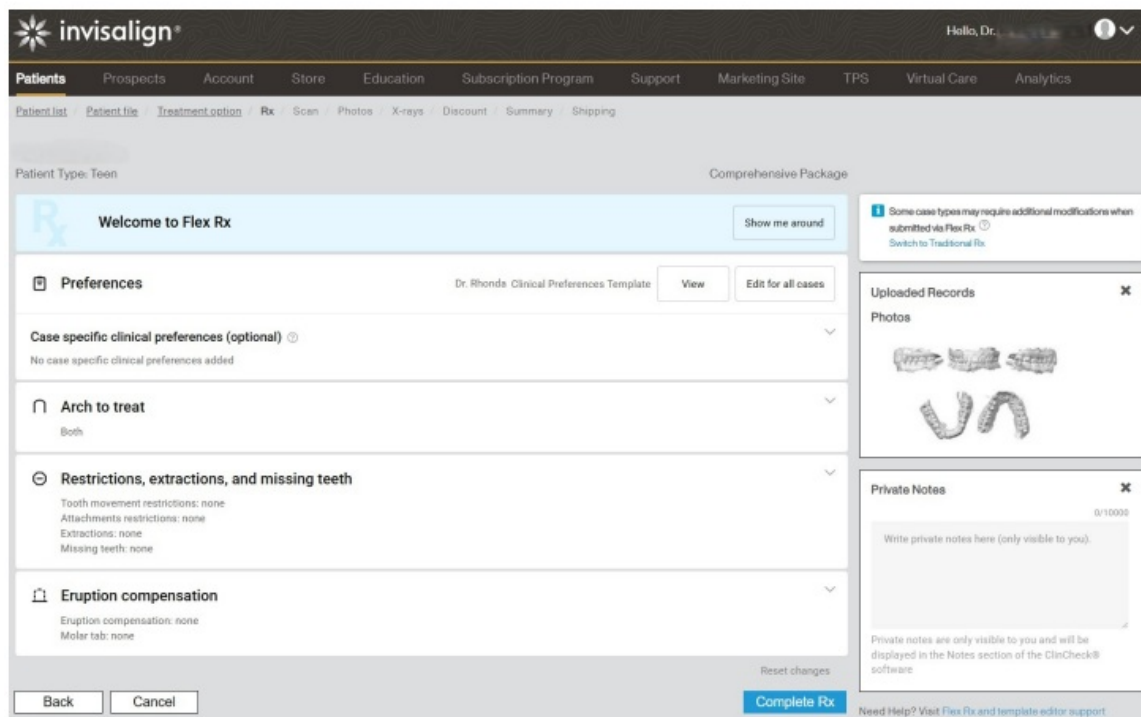 invisalign®
Hello, Dr.
Patients Prospects Account Store Education Subscription Program Support Marketing Site TPS Virtual Care Analytics
Patient list / Patient file / Treatment option / Rx / Scan / Photos / X-rays / Discount / Summary / Shipping
Patient Type: Teen
Comprehensive Package
Rx
Welcome to Flex Rx
Show me around
Preferences
Dr. Rhonda Clinical Preferences Template
View
Edit for all cases
Case specific clinical preferences (optional)
No case specific clinical preferences added
Arch to treat
Both
Restrictions, extractions, and missing teeth
Tooth movement restrictions: none
Attachments restrictions: none
Extractions: none
Missing teeth: none
Eruption compensation
Eruption compensation: none
Molar tab: none
Reset changes
Back
Cancel
Complete Rx
Some case types may require additional modifications when
submitted via Flex Rx
Switch to Traditional Rx
Uploaded Records
Photos
Private Notes
0/10000
Write private notes here (only visible to you).
Private notes are only visible to you and will be
displayed in the Notes section of the ClinCheck®
software
Need Help? Visit Flex Rx and template editor support